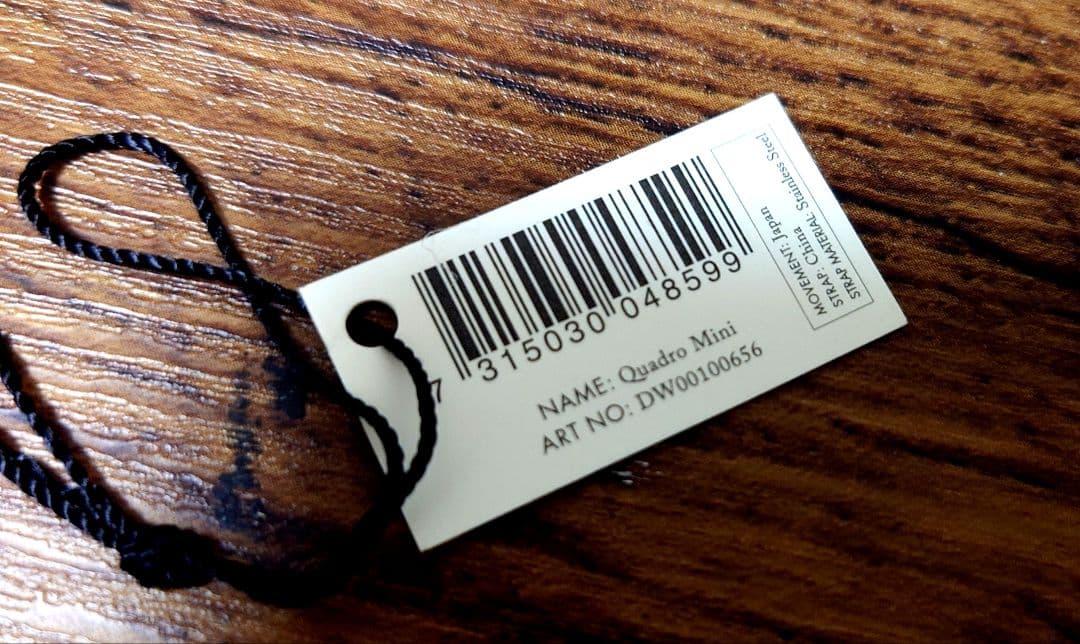 7 315030 048599
NAME: Quadro Mini
ART NO: DW00100656
MOVEMENT: Japan
STRAP: China
STRAP MATERIAL: Stainless Steel